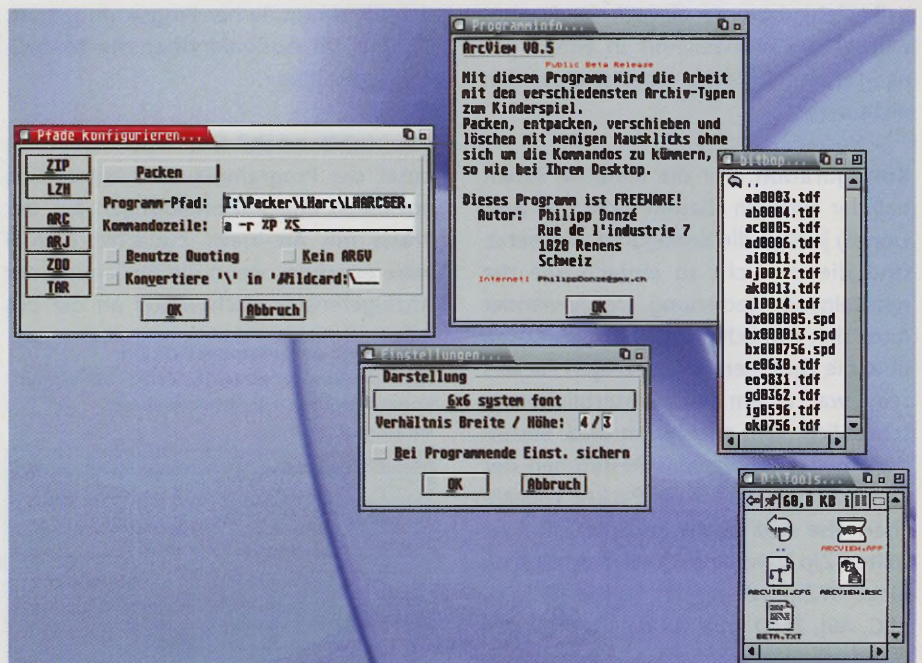 Programminfo...
ArcView V0.5
Public Beta Release
Mit diesem Programm wird die Arbeit
mit den verschiedensten Archiv-Typen
zum Kinderspiel.
Packen, entpacken, verschieben und
löschen mit wenigen Mausklicks ohne
sich um die Kommandos zu kümmern,
so wie bei Ihrem Desktop.
Dieses Programm ist FREEWARE!
Autor: Philipp Donzé
Rue de l'industrie 7
1020 Renens
Schweiz
Internet: PhilippDonze@gmx.ch
OK
Pfade konfigurieren...
ZIP
LZH
ARC
ARJ
ZOO
TAR
Packen
Programm-Pfad: I:\Packer\LHarc\LHARCGER.
Kommandozeile: a -r %P %S
Benutze Quoting
Kein ARGV
Konvertiere '\' in '/'
Wildcard:\
OK
Abbruch
Einstellungen...
Darstellung
6x6 system font
Verhältnis Breite / Höhe: 4/3
Bei Programmende Einst. sichern
OK
Abbruch
bitbop...
..
aa0003.tdf
ab0004.tdf
ac0005.tdf
ad0006.tdf
ai0011.tdf
aj0012.tdf
ak0013.tdf
al0014.tdf
bx000005.spd
bx000013.spd
bx000756.spd
ce0630.tdf
eo9831.tdf
gd0362.tdf
ig0596.tdf
ok0756.tdf
D:\Tools...
60,0 KB i
..
ARCVIEW.APP
ARCVIEW.CFG
ARCVIEW.RSC
BETA.TXT